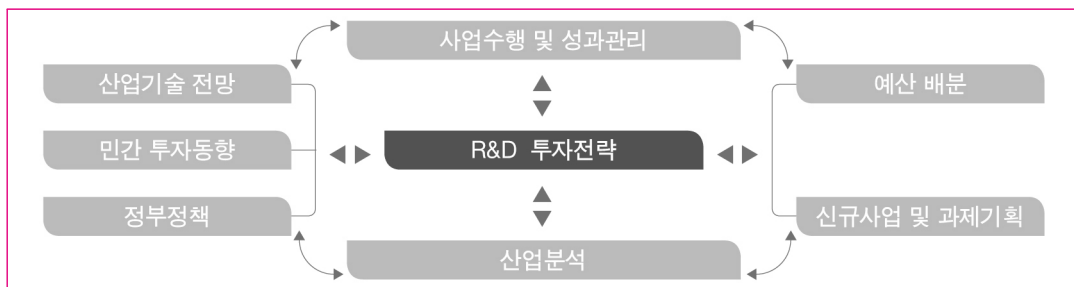 사업수행 및 성과관리
산업기술 전망
예산 배분
민간 투자동향
R&D 투자전략
정부정책
신규사업 및 과제기획
산업분석